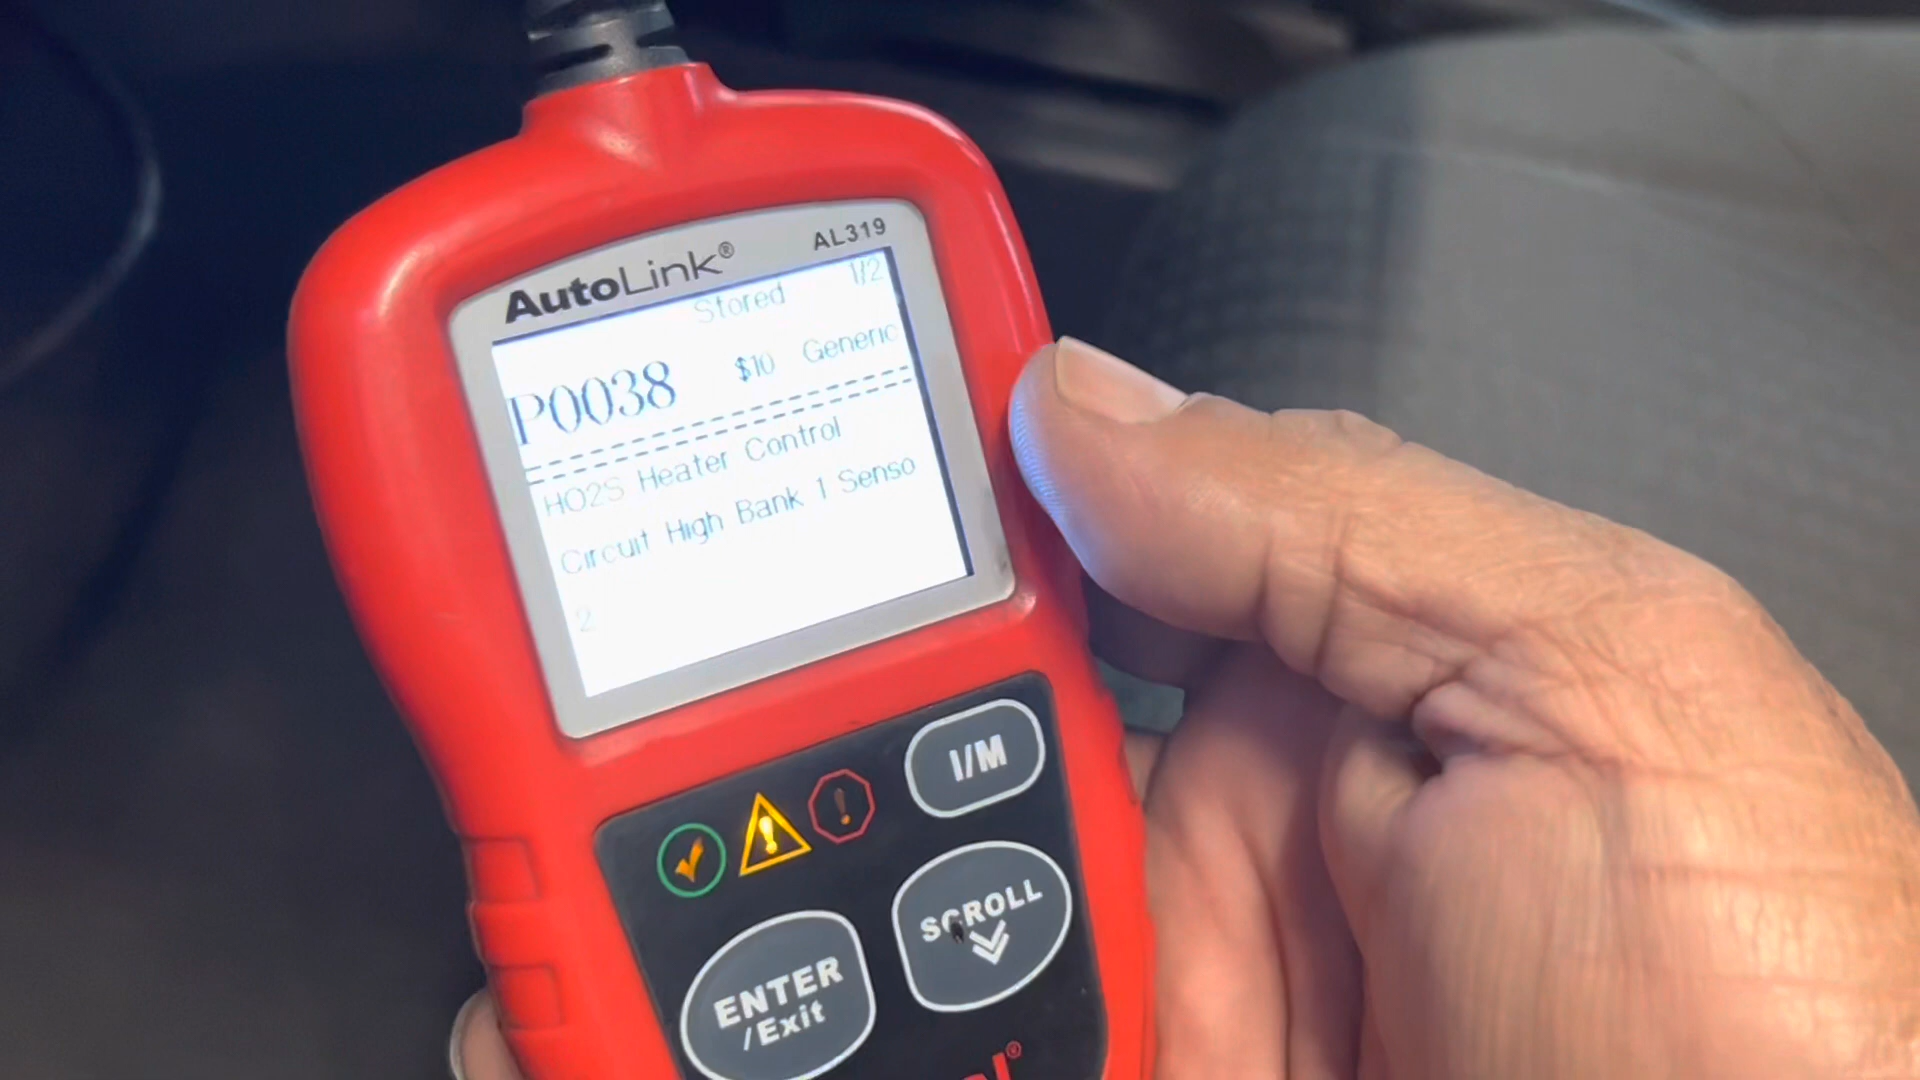 AutoLink® AL319
Stored 1/2
P0038 $10 Generic
HO2S Heater Control
Circuit High Bank 1 Senso
2
I/M
SCROLL
ENTER
/Exit